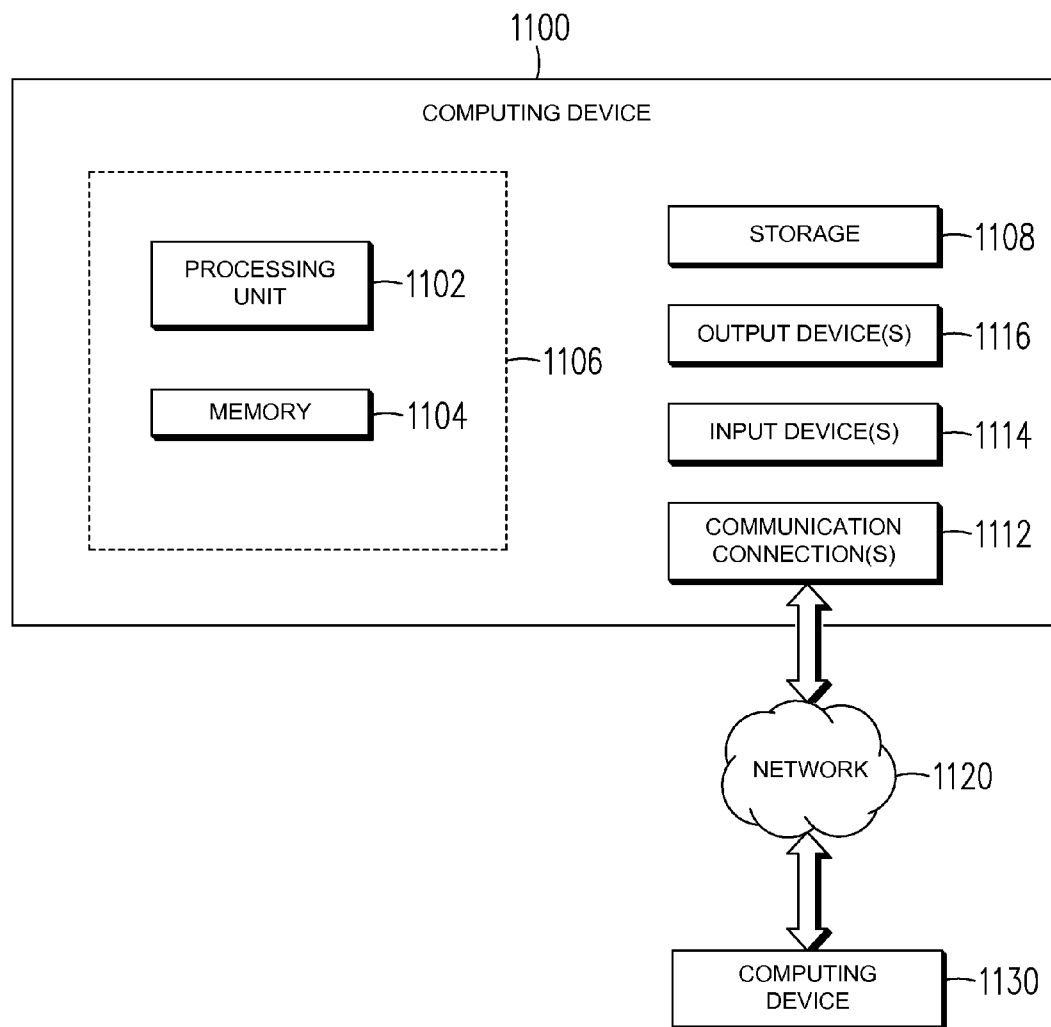 1100
COMPUTING DEVICE
PROCESSING
UNIT
1102
MEMORY
1104
1106
STORAGE
1108
OUTPUT DEVICE(S)
1116
INPUT DEVICE(S)
1114
COMMUNICATION
CONNECTION(S)
1112
NETWORK
1120
COMPUTING
DEVICE
1130